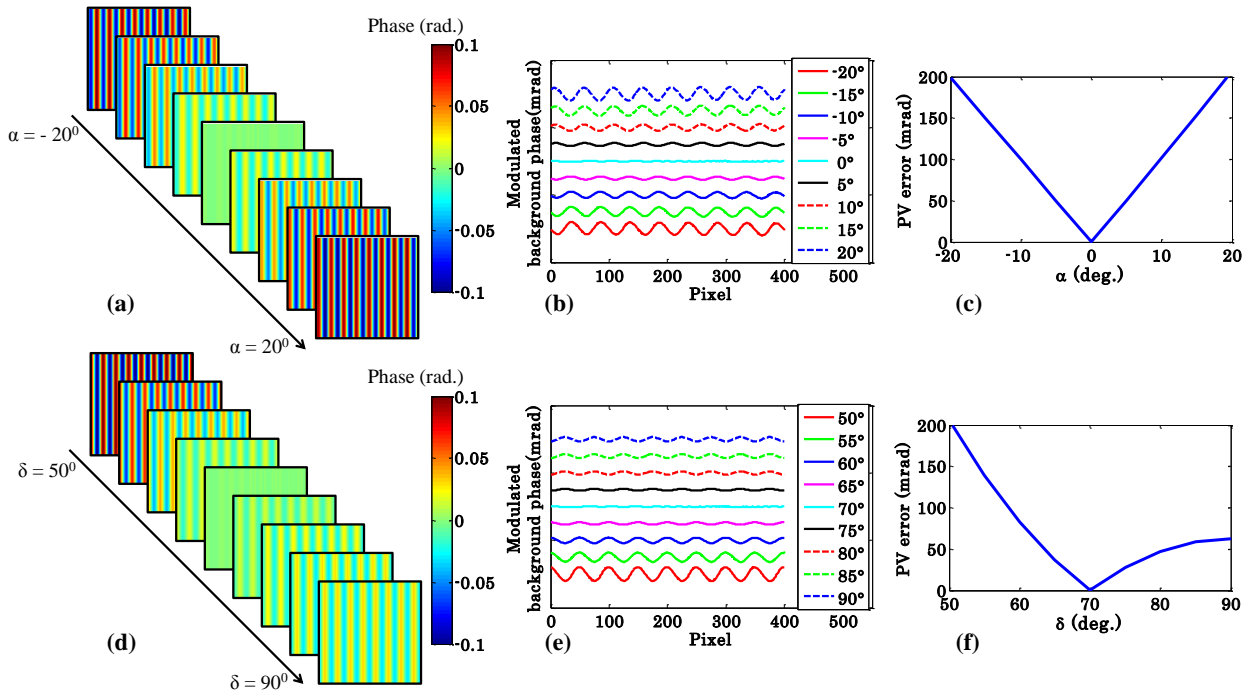 Phase (rad.)
0.1
0.05
0
-0.05
-0.1
α = - 20⁰
α = 20⁰
(a)
Modulated
background phase(mrad)
0 100 200 300 400 500
Pixel
-20°
-15°
-10°
-5°
0°
5°
10°
15°
20°
(b)
PV error (mrad)
200
150
100
50
0
-20 -10 0 10 20
α (deg.)
(c)
Phase (rad.)
0.1
0.05
0
-0.05
-0.1
δ = 50⁰
δ = 90⁰
(d)
Modulated
background phase(mrad)
0 100 200 300 400 500
Pixel
50°
55°
60°
65°
70°
75°
80°
85°
90°
(e)
PV error (mrad)
200
150
100
50
0
50 60 70 80 90
δ (deg.)
(f)